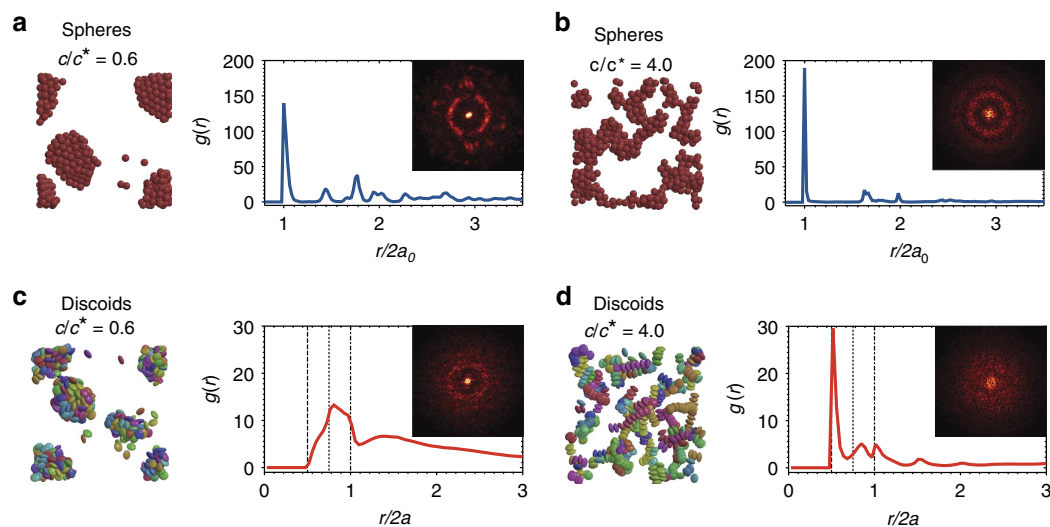 a
Spheres
c/c* = 0.6
200
150
100
50
0
g(r)
1
2
3
r/2a₀
b
Spheres
c/c* = 4.0
200
150
100
50
0
g(r)
1
2
3
r/2a₀
c
Discoids
c/c* = 0.6
30
20
10
0
g(r)
0
1
2
3
r/2a
d
Discoids
c/c* = 4.0
30
20
10
0
g(r)
0
1
2
3
r/2a